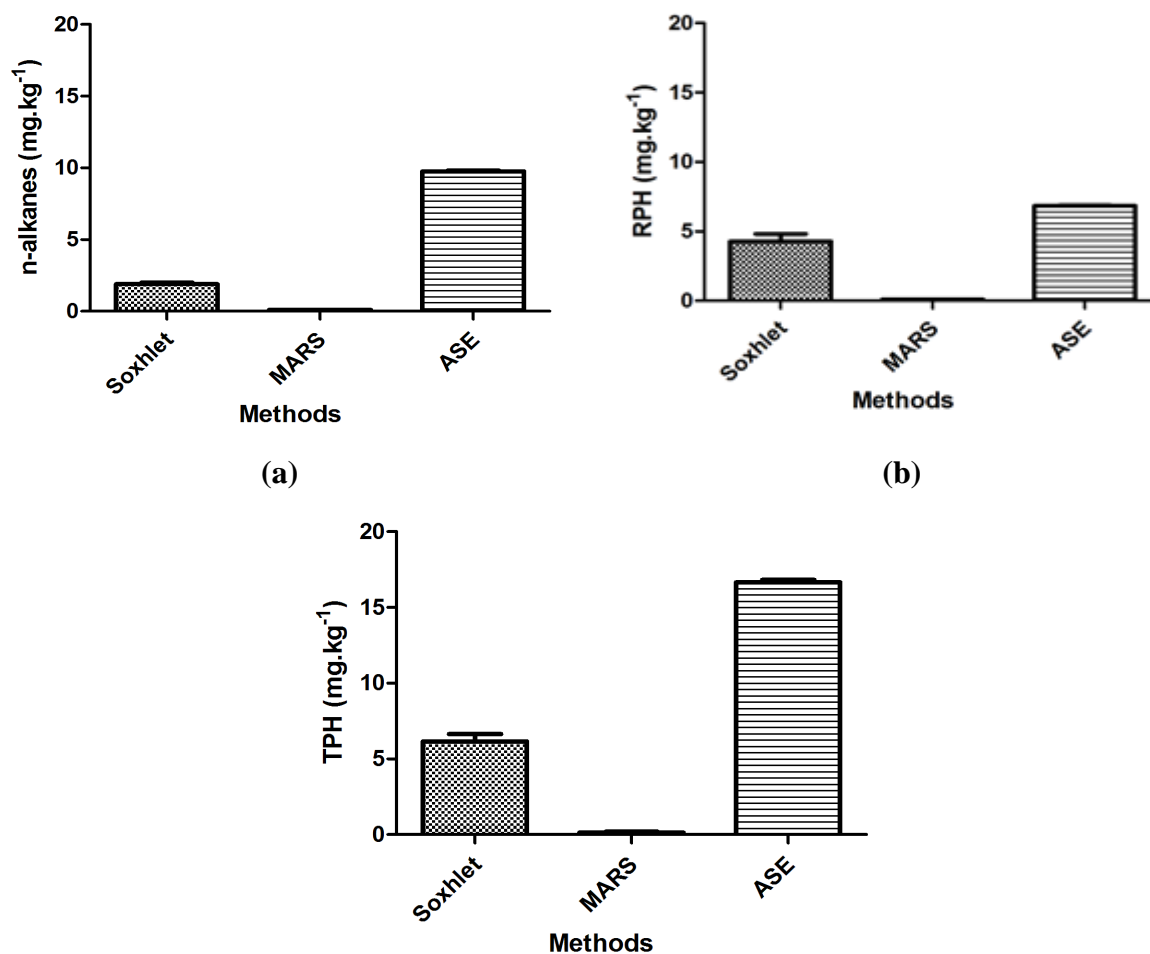 n-alkanes (mg.kg⁻¹)
20
15
10
5
0
Soxhlet
MARS
ASE
Methods
(a)
RPH (mg.kg⁻¹)
20
15
10
5
0
Soxhlet
MARS
ASE
Methods
(b)
TPH (mg.kg⁻¹)
20
15
10
5
0
Soxhlet
MARS
ASE
Methods